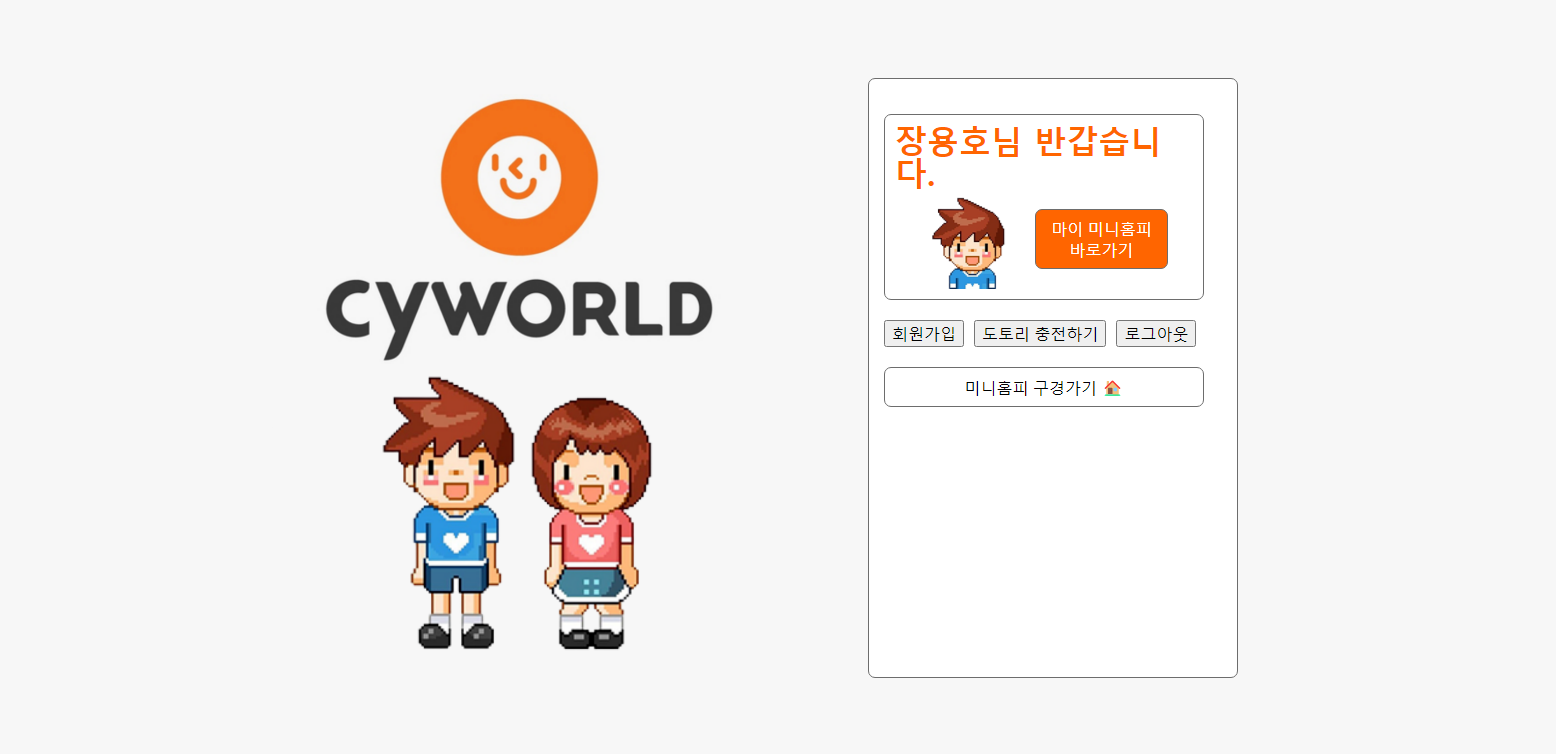 CYWORLD
장용호님 반갑습니
다.
마이 미니홈피
바로가기
회원가입 도토리 충전하기 로그아웃
미니홈피 구경가기 🏠